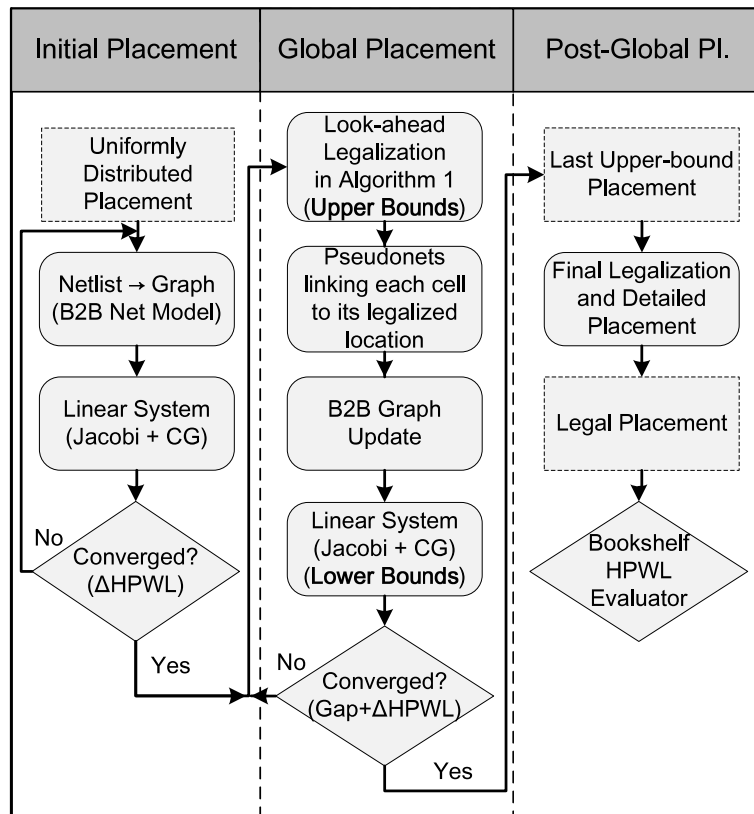 Initial Placement
Global Placement
Post-Global Pl.
Uniformly
Distributed
Placement
Netlist → Graph
(B2B Net Model)
Linear System
(Jacobi + CG)
No
Converged?
(ΔHPWL)
Yes
Look-ahead
Legalization
in Algorithm 1
(Upper Bounds)
Pseudonets
linking each cell
to its legalized
location
B2B Graph
Update
Linear System
(Jacobi + CG)
(Lower Bounds)
No
Converged?
(Gap+ΔHPWL)
Yes
Last Upper-bound
Placement
Final Legalization
and Detailed
Placement
Legal Placement
Bookshelf
HPWL
Evaluator